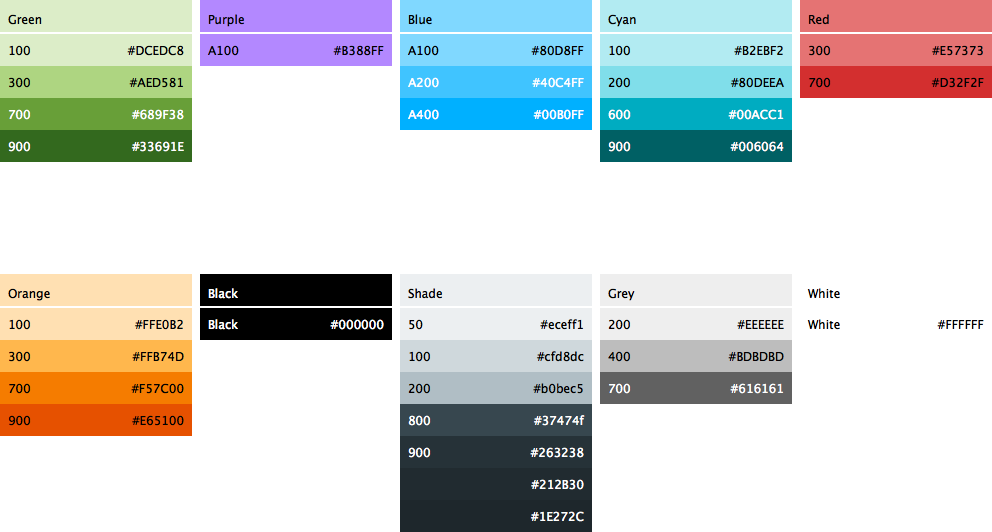 Green
100 #DCEDC8
300 #AED581
700 #689F38
900 #33691E
Purple
A100 #B388FF
Blue
A100 #80D8FF
A200 #40C4FF
A400 #00B0FF
Cyan
100 #B2EBF2
200 #80DEEA
600 #00ACC1
900 #006064
Red
300 #E57373
700 #D32F2F
Orange
100 #FFE0B2
300 #FFB74D
700 #F57C00
900 #E65100
Black
Black #000000
Shade
50 #eceff1
100 #cfd8dc
200 #b0bec5
800 #37474f
900 #263238
#212B30
#1E272C
Grey
200 #EEEEEE
400 #BDBDBD
700 #616161
White
White #FFFFFF